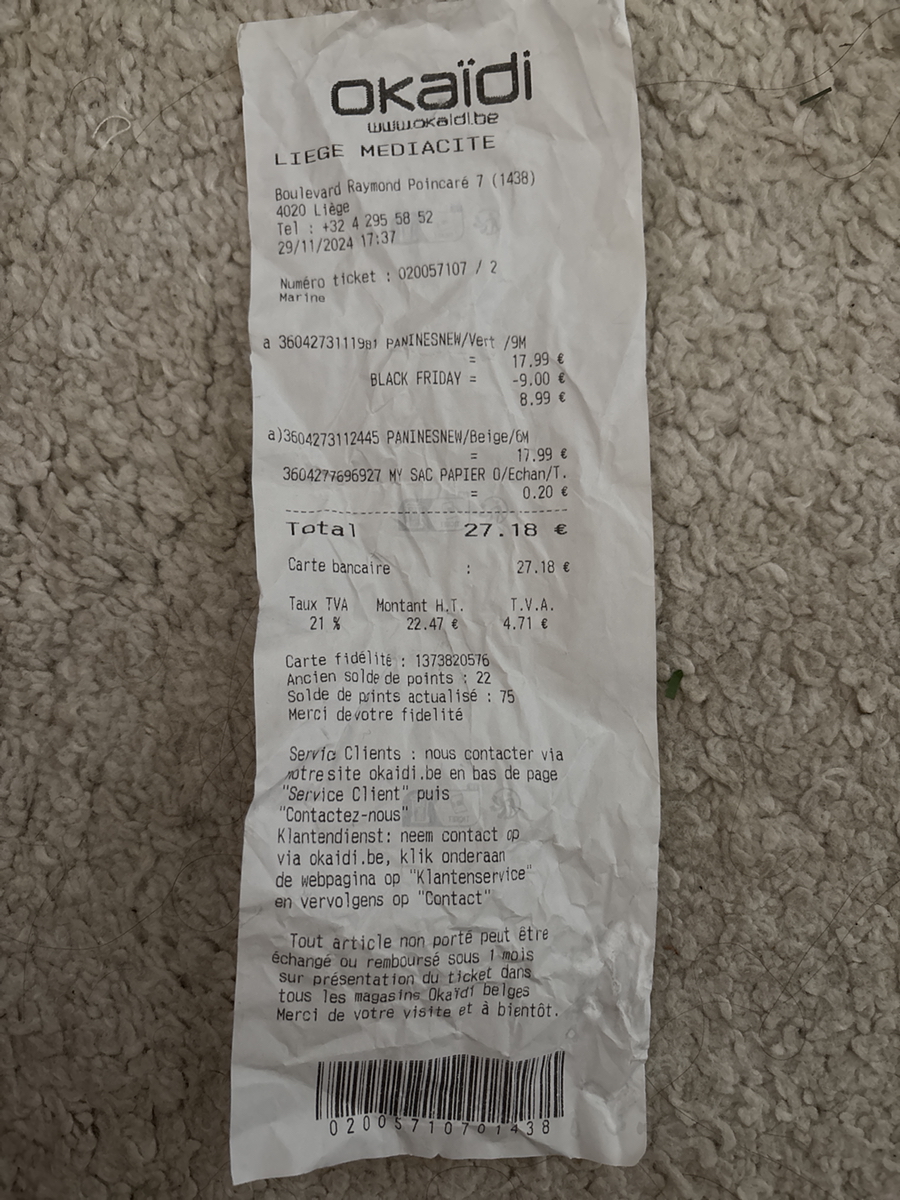 okaïdi
www.okaidi.be
LIEGE MEDIACITE
Boulevard Raymond Poincaré 7 (1438)
4020 Liège
Tel : +32 4 295 58 52
29/11/2024 17:37
Numéro ticket : 020057107 / 2
Marine
a 3604273111981 PANINESNEW/Vert /9M
= 17.99 €
BLACK FRIDAY = -9.00 €
8.99 €
a)3604273112445 PANINESNEW/Beige/6M
= 17.99 €
3604277696927 MY SAC PAPIER O/Echan/T.
= 0.20 €
Total 27.18 €
Carte bancaire : 27.18 €
Taux TVA Montant H.T. T.V.A.
21 % 22.47 € 4.71 €
Carte fidélité : 1373820576
Ancien solde de points : 22
Solde de points actualisé : 75
Merci de votre fidelité
Servic Clients : nous contacter via
notre site okaidi.be en bas de page
"Service Client" puis
"Contactez-nous"
Klantendienst: neem contact op
via okaidi.be, klik onderaan
de webpagina op "Klantenservice"
en vervolgens op "Contact"
Tout article non porté peut être
échangé ou remboursé sous 1 mois
sur présentation du ticket dans
tous les magasins Okaïdi belges
Merci de votre visite et à bientôt.
02005710701438